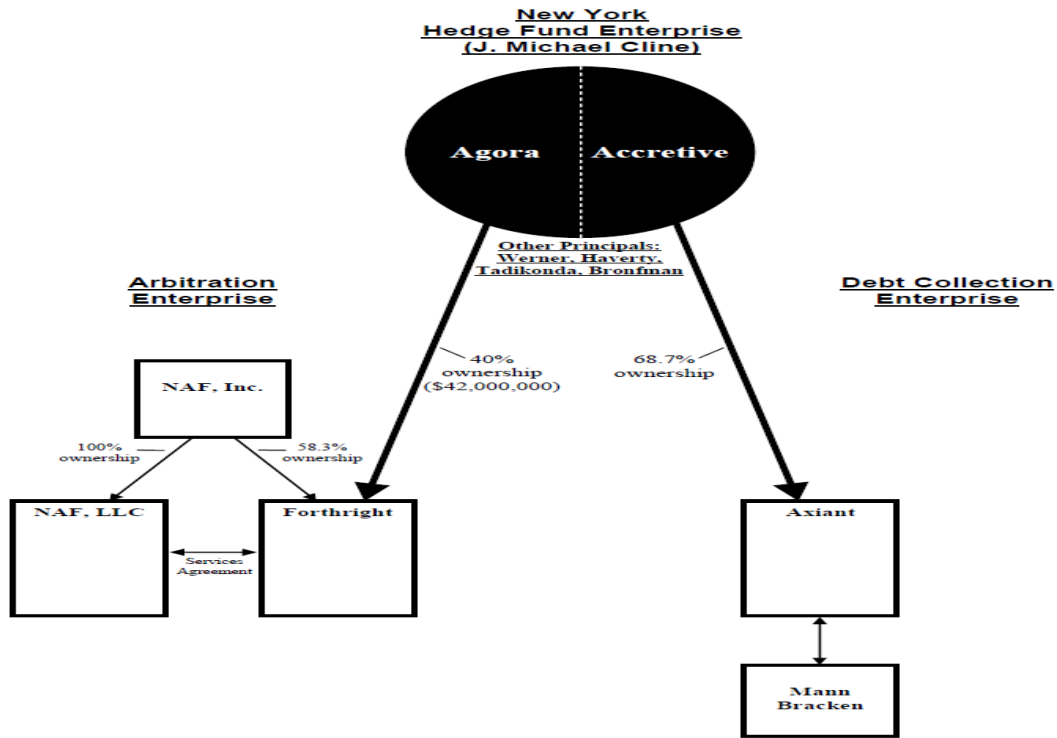 New York
Hedge Fund Enterprise
(J. Michael Cline)
Agora
Accretive
Other Principals:
Werner, Haverty,
Tadikonda, Bronfman
Arbitration
Enterprise
Debt Collection
Enterprise
40%
ownership
($42,000,000)
68.7%
ownership
NAF, Inc.
100%
ownership
58.3%
ownership
NAF, LLC
Forthright
Services
Agreement
Axiant
Mann
Bracken